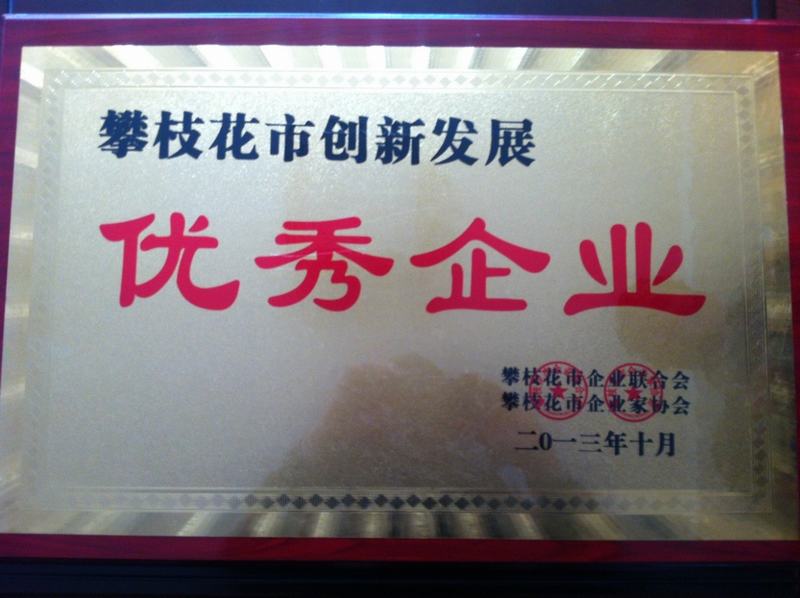 攀枝花市创新发展
优秀企业
攀枝花市企业联合会
攀枝花市企业家协会
二0一三年十月